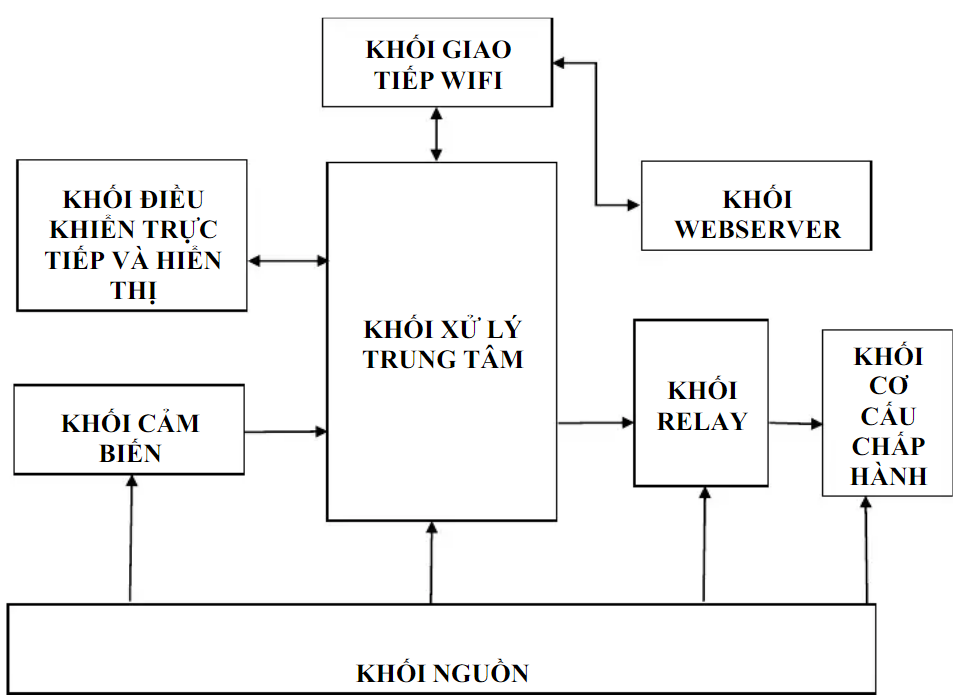 KHỐI GIAO
TIẾP WIFI
KHỐI ĐIỀU
KHIỂN TRỰC
TIẾP VÀ HIỂN
THỊ
KHỐI
WEBSERVER
KHỐI XỬ LÝ
TRUNG TÂM
KHỐI
RELAY
KHỐI
CƠ
CẤU
CHẤP
HÀNH
KHỐI CẢM
BIẾN
KHỐI NGUỒN